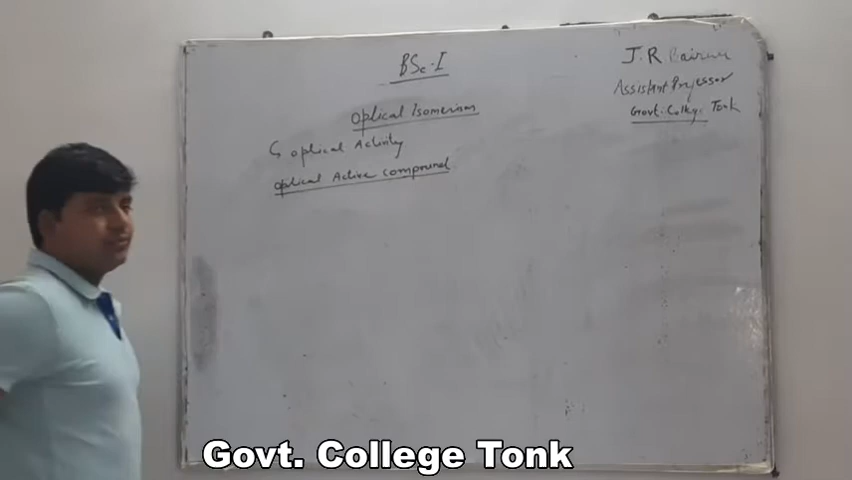 BSc-I
J.R Bairwa
Assistant Professor
Govt. College Tonk
Optical Isomerism
optical Activity
optical Active compound
Govt. College Tonk